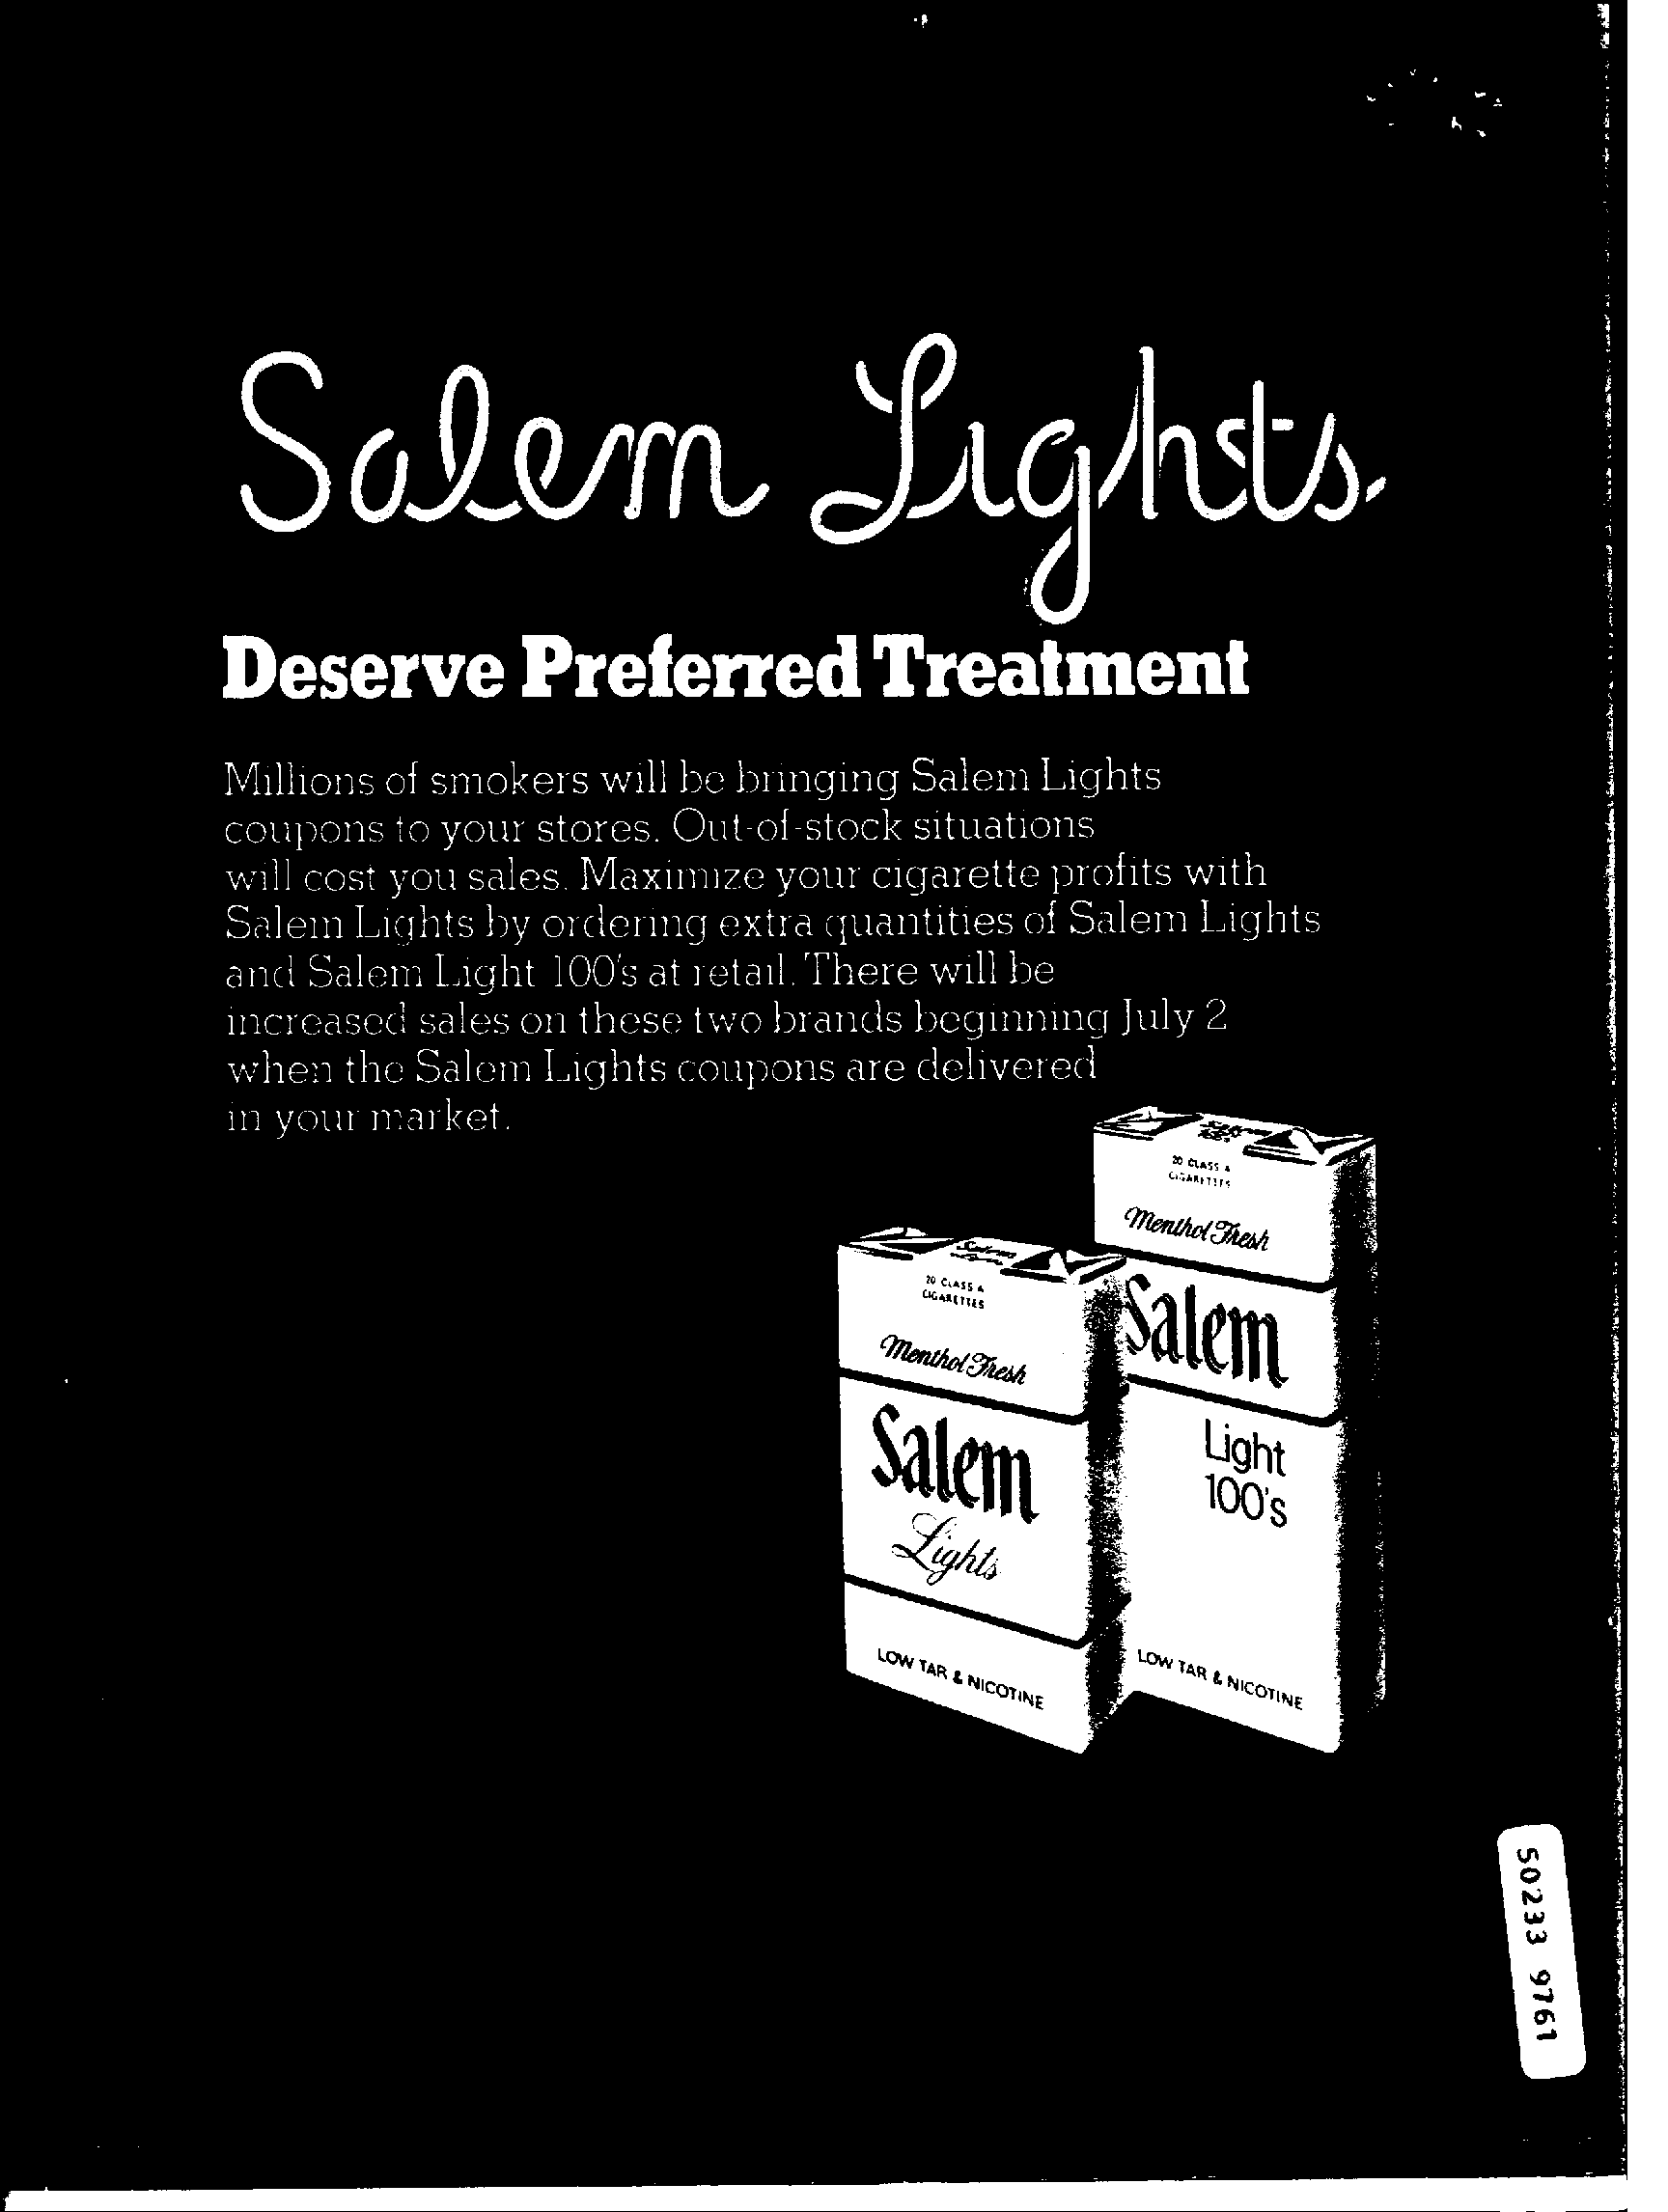 Salem Lights.
Deserve Preferred Treatment
Millions of smokers will be bringing Salem Lights
coupons to your stores. Out-of-stock situations
will cost you sales. Maximize your cigarette profits with
Salem Lights by ordering extra quantities of Salem Lights
and Salem Light 100's at retail. There will be
increased sales on these two brands beginning July 2
when the Salem Lights coupons are delivered
in your market.
20 CLASS A
CIGARETTES
Menthol Fresh
Salem
Light
100's
LOW TAR & NICOTINE
Salem
20 CLASS A
CIGARETTES
Menthol Fresh
Salem
Lights
LOW TAR & NICOTINE
50233 9761